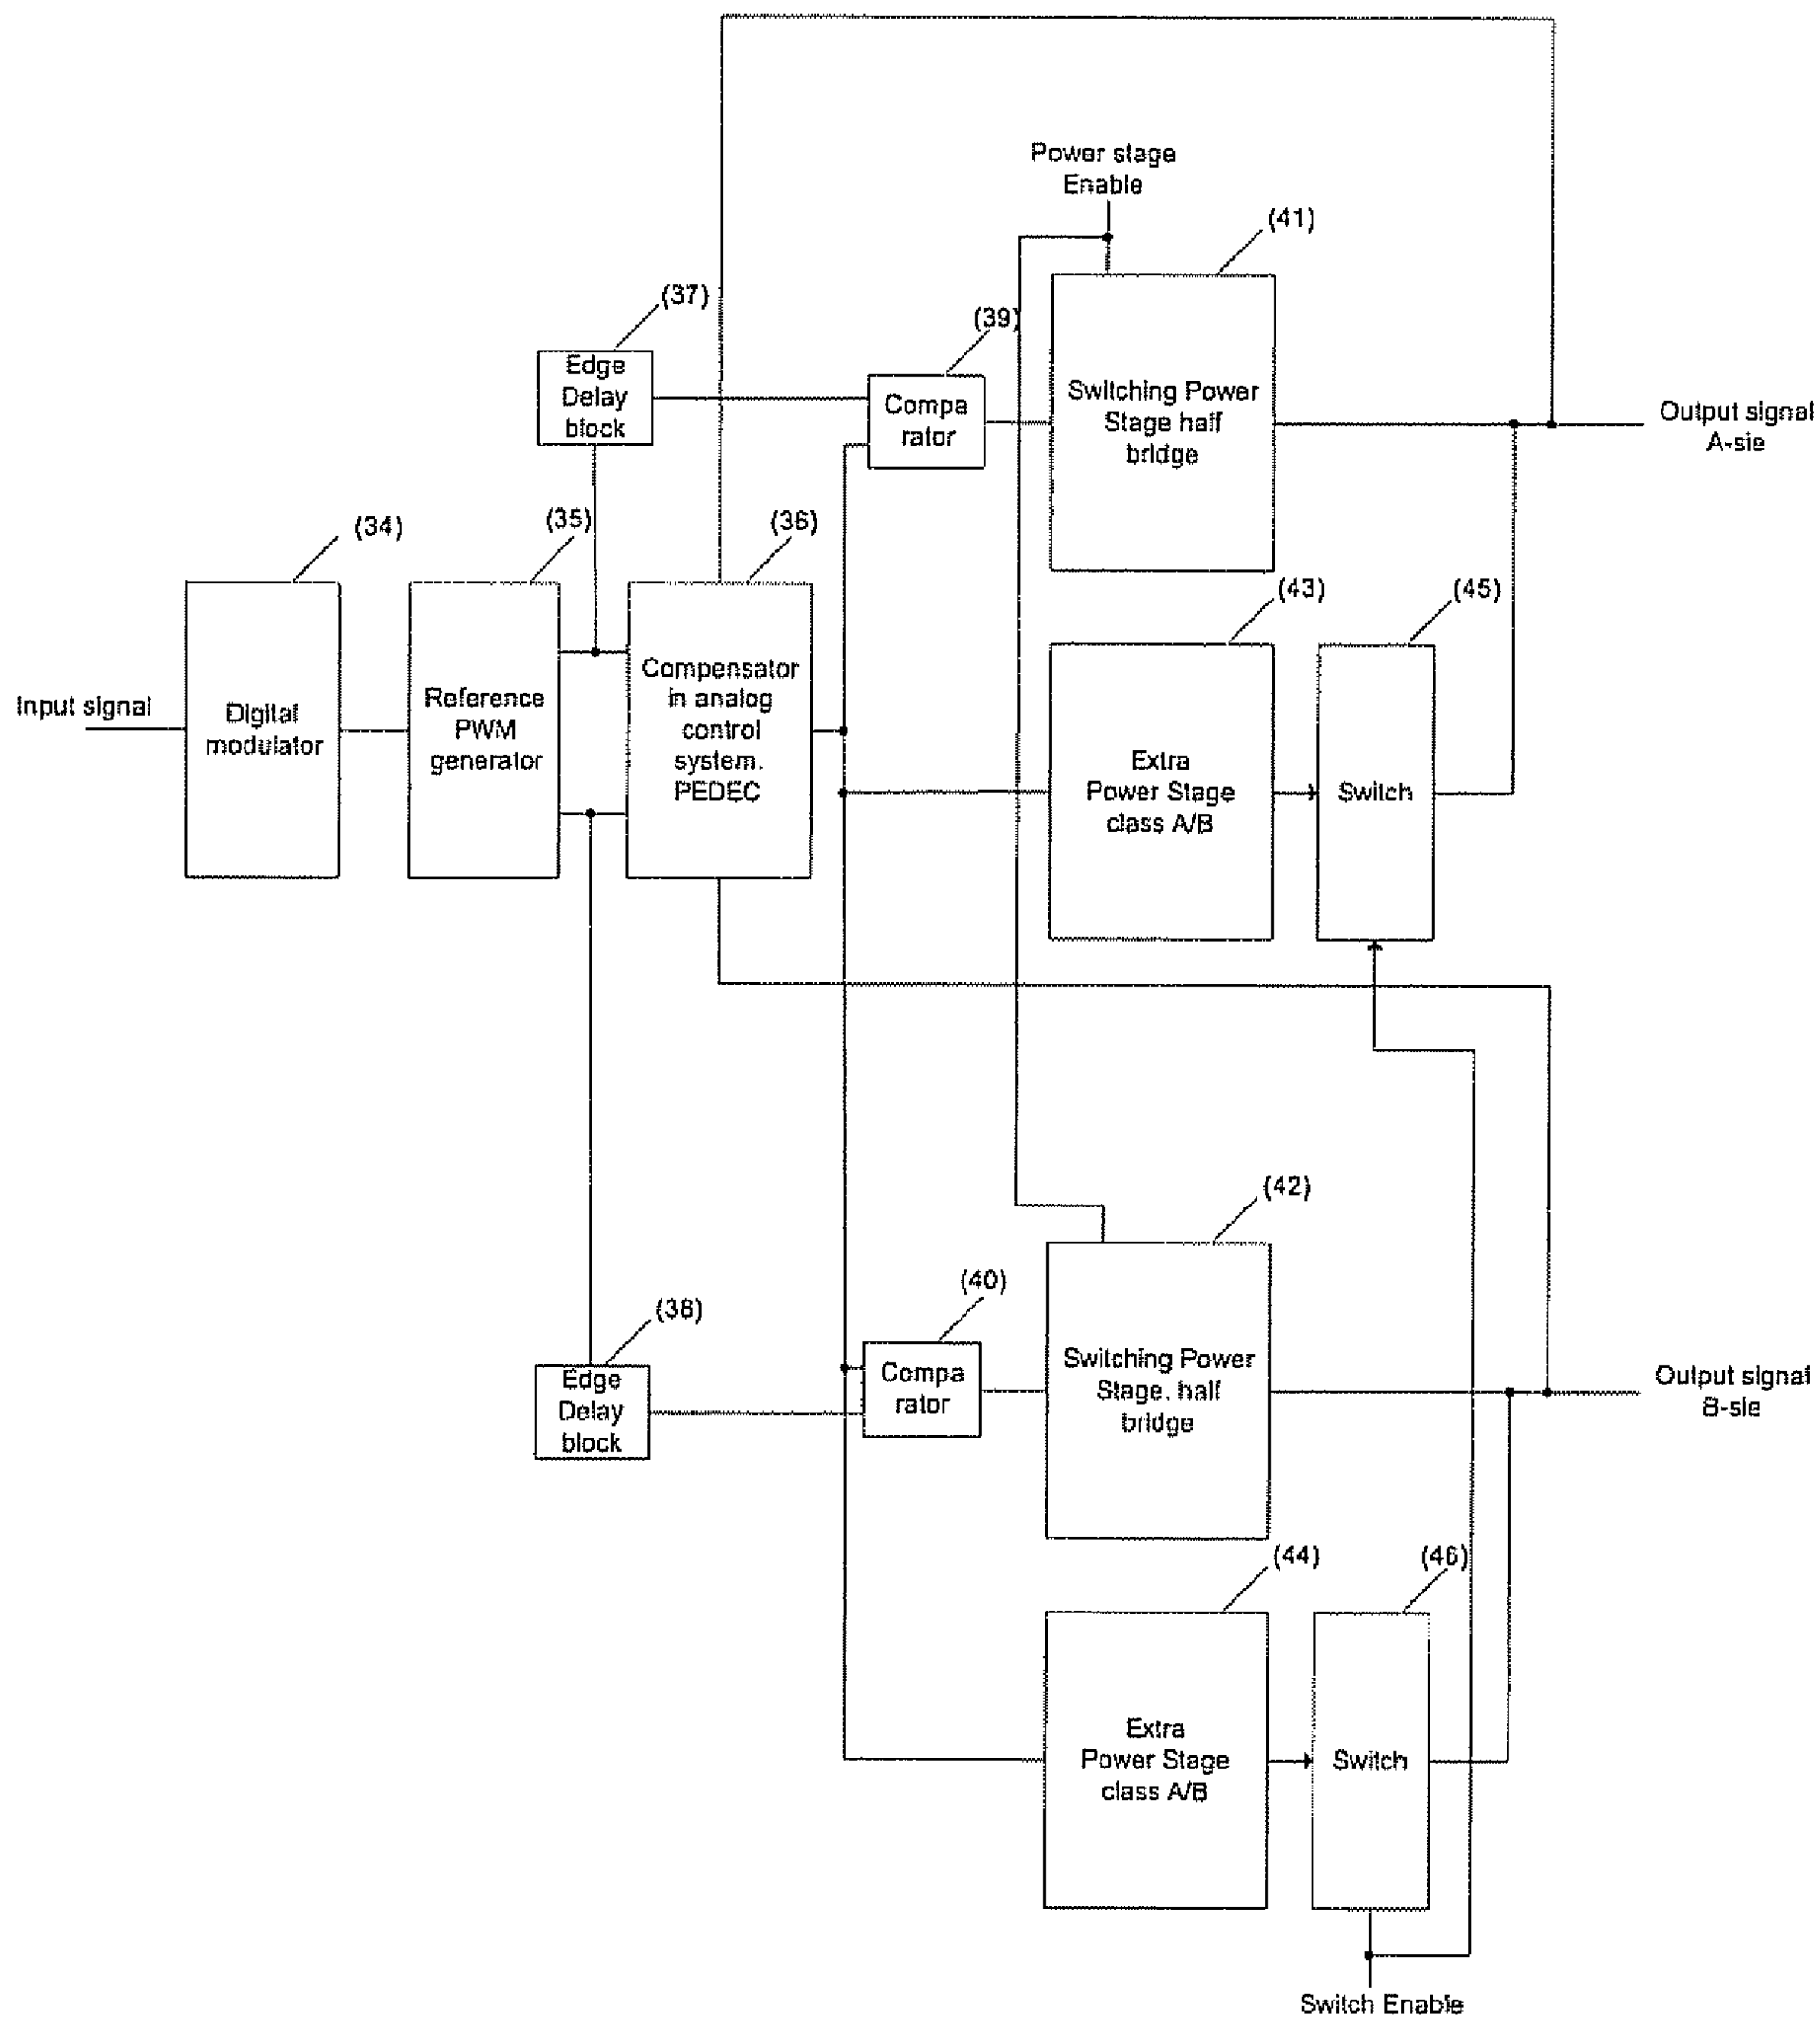 Power stage
Enable
(41)
(37)
(39)
Edge
Delay
block
Compa
rator
Switching Power
Stage half
bridge
Output signal
A-sie
(34)
(35)
(36)
(43)
(45)
Input signal
Digital
modulator
Reference
PWM
generator
Compensator
in analog
control
system.
PEDEC
Extra
Power Stage
class A/B
Switch
(42)
(40)
(38)
Edge
Delay
block
Compa
rator
Switching Power
Stage. half
bridge
Output signal
B-sie
(44)
(46)
Extra
Power Stage
class A/B
Switch
Switch Enable